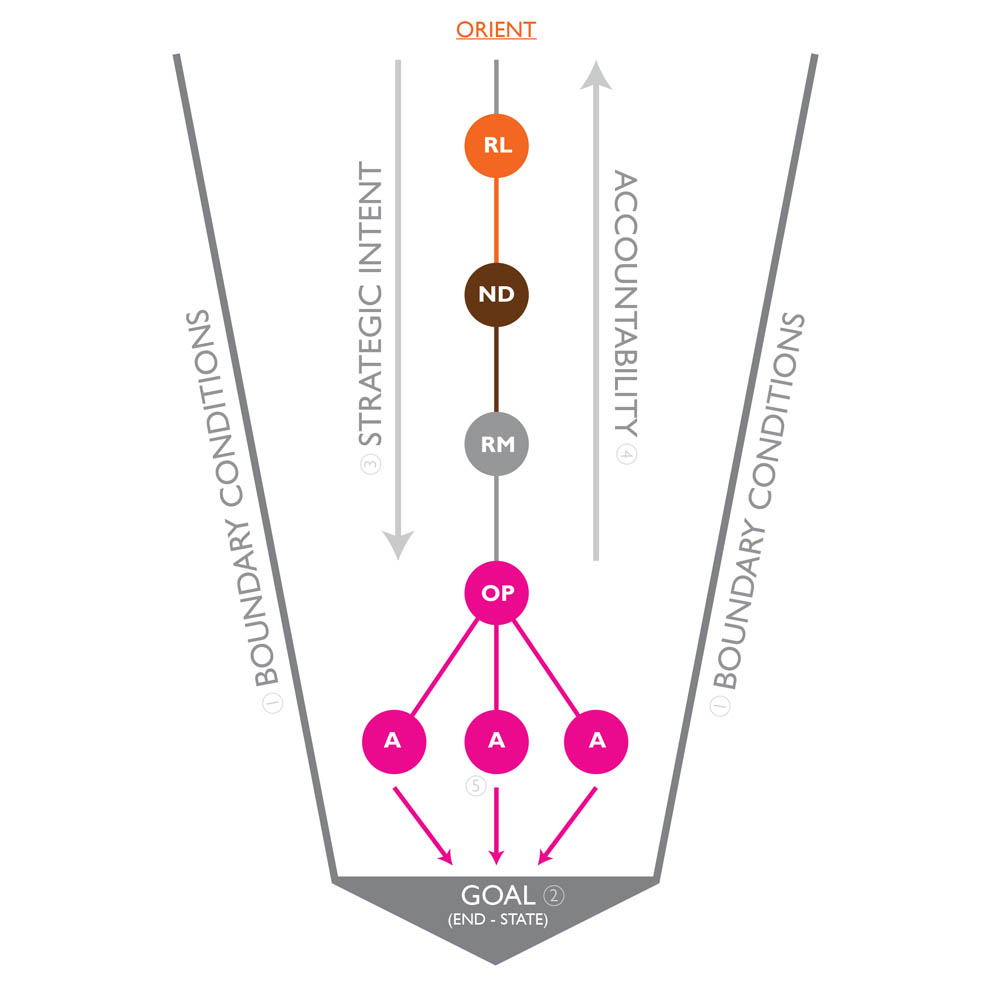 ORIENT
RL
STRATEGIC INTENT
3
ACCOUNTABILITY
4
ND
BOUNDARY CONDITIONS
1
BOUNDARY CONDITIONS
1
RM
OP
A
A
A
5
GOAL 2
(END - STATE)